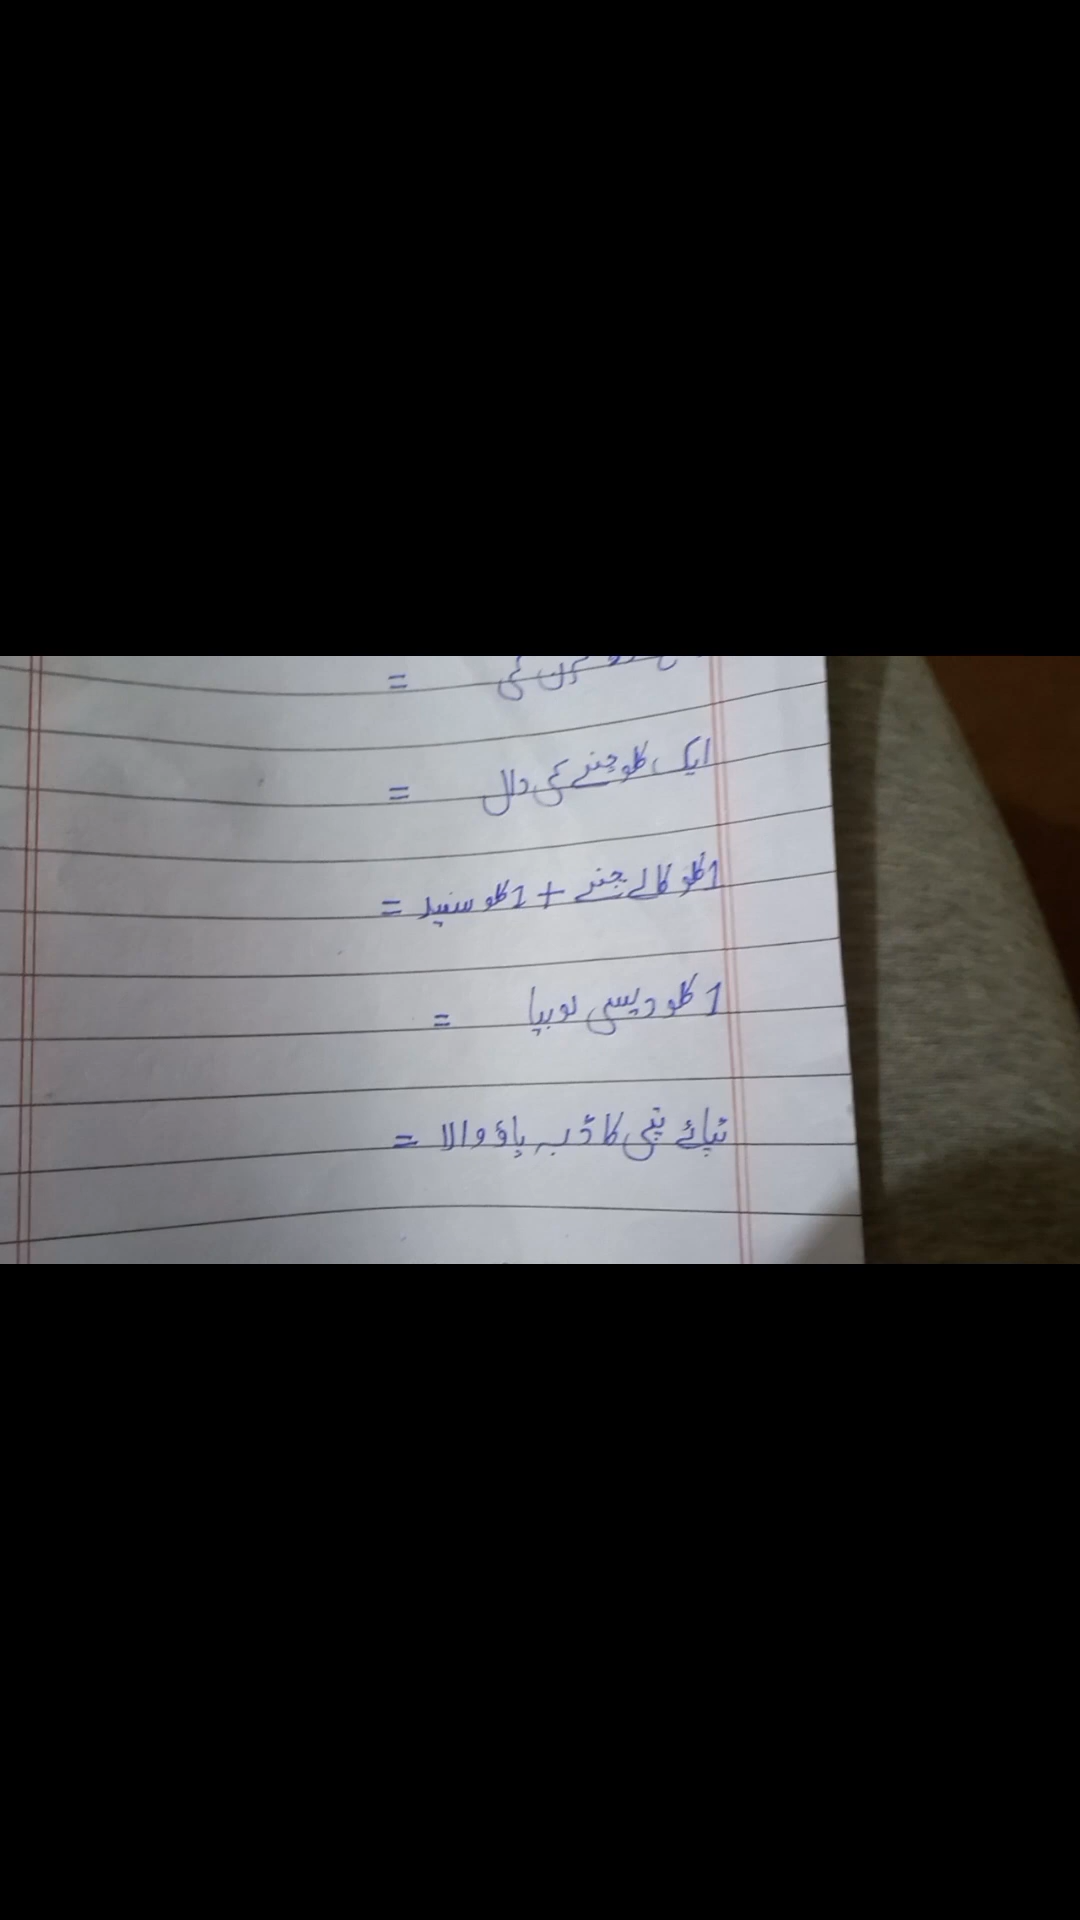 کی =
ایک کلو چنے کی دال =
1 کلو کالے چنے + 1 کلو سفید =
1 کلو دیسی لوبیا =
پتی کا ڈبہ پاؤ والا =